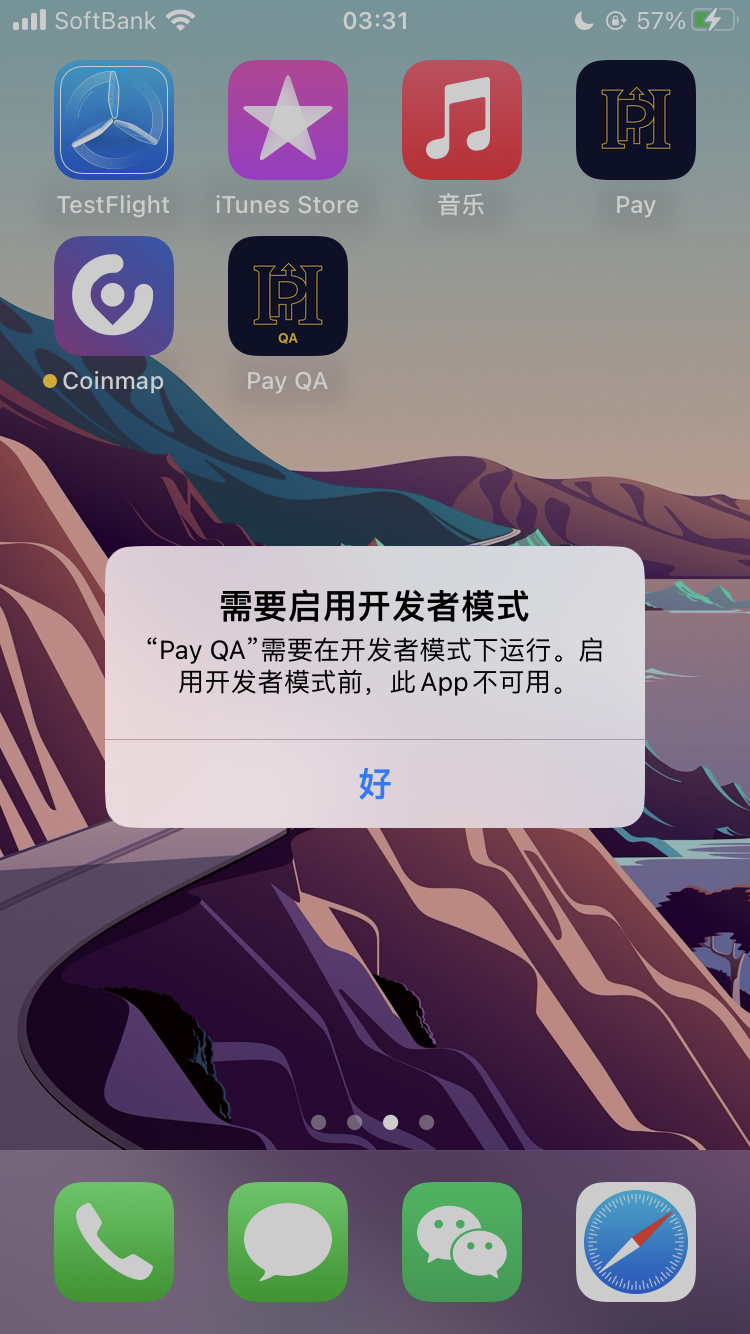 SoftBank 03:31 57%
TestFlight iTunes Store 音乐 Pay
QA
Coinmap Pay QA
需要启用开发者模式
“Pay QA”需要在开发者模式下运行。启
用开发者模式前，此App不可用。
好